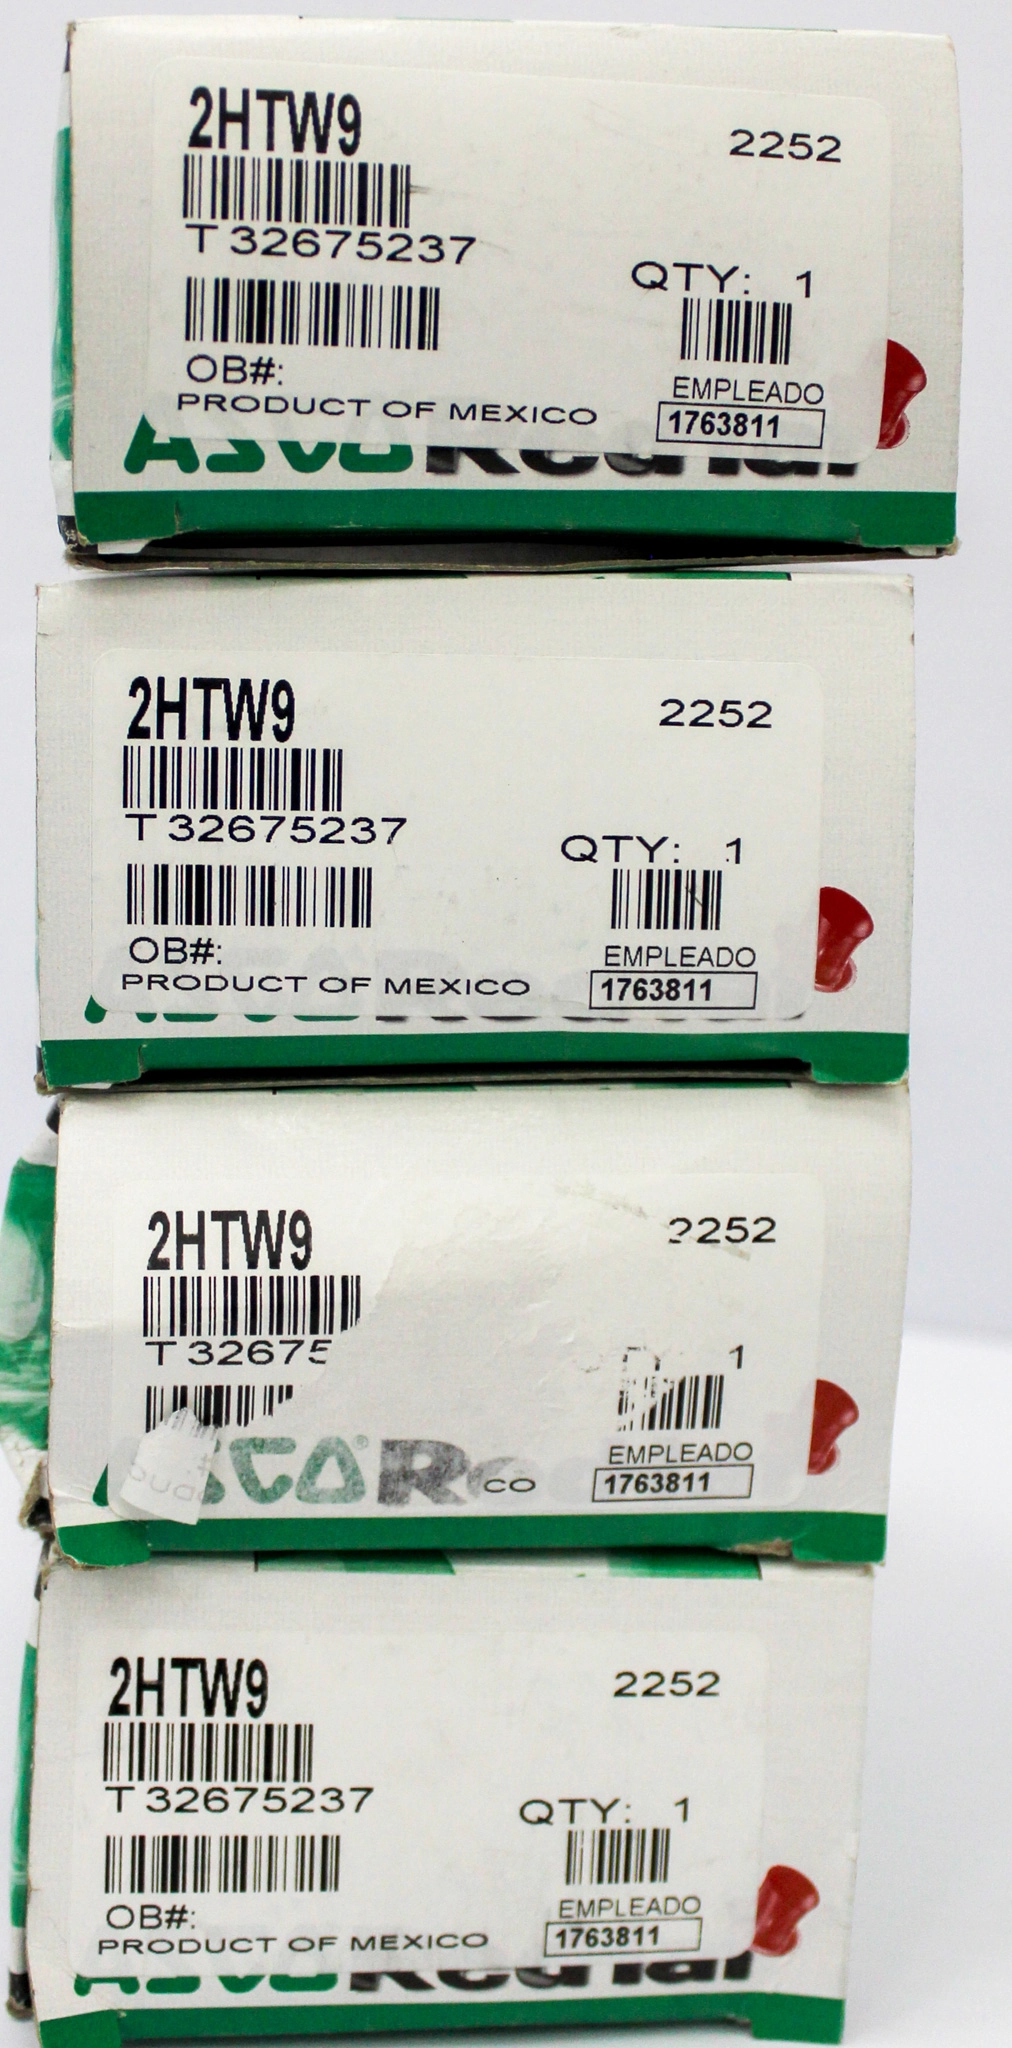 2HTW9
2252
T 32675237
QTY: 1
OB#:
EMPLEADO
PRODUCT OF MEXICO
1763811
2HTW9
2252
T 32675237
QTY: 1
OB#:
EMPLEADO
PRODUCT OF MEXICO
1763811
2HTW9
2252
T 32675
1
EMPLEADO
ASCO® R
CO
1763811
2HTW9
2252
T 32675237
QTY: 1
OB#:
EMPLEADO
PRODUCT OF MEXICO
1763811